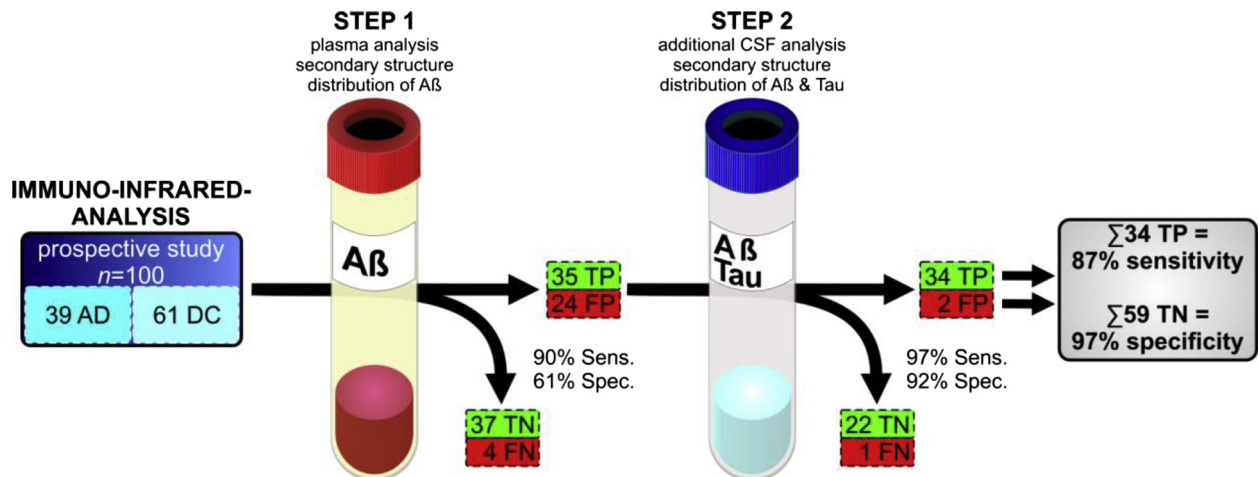 STEP 1
plasma analysis
secondary structure
distribution of Aß
STEP 2
additional CSF analysis
secondary structure
distribution of Aß & Tau
IMMUNO-INFRARED-
ANALYSIS
prospective study
n=100
39 AD
61 DC
Aß
35 TP
24 FP
90% Sens.
61% Spec.
37 TN
4 FN
Aß
Tau
34 TP
2 FP
97% Sens.
92% Spec.
22 TN
1 FN
∑34 TP =
87% sensitivity
∑59 TN =
97% specificity